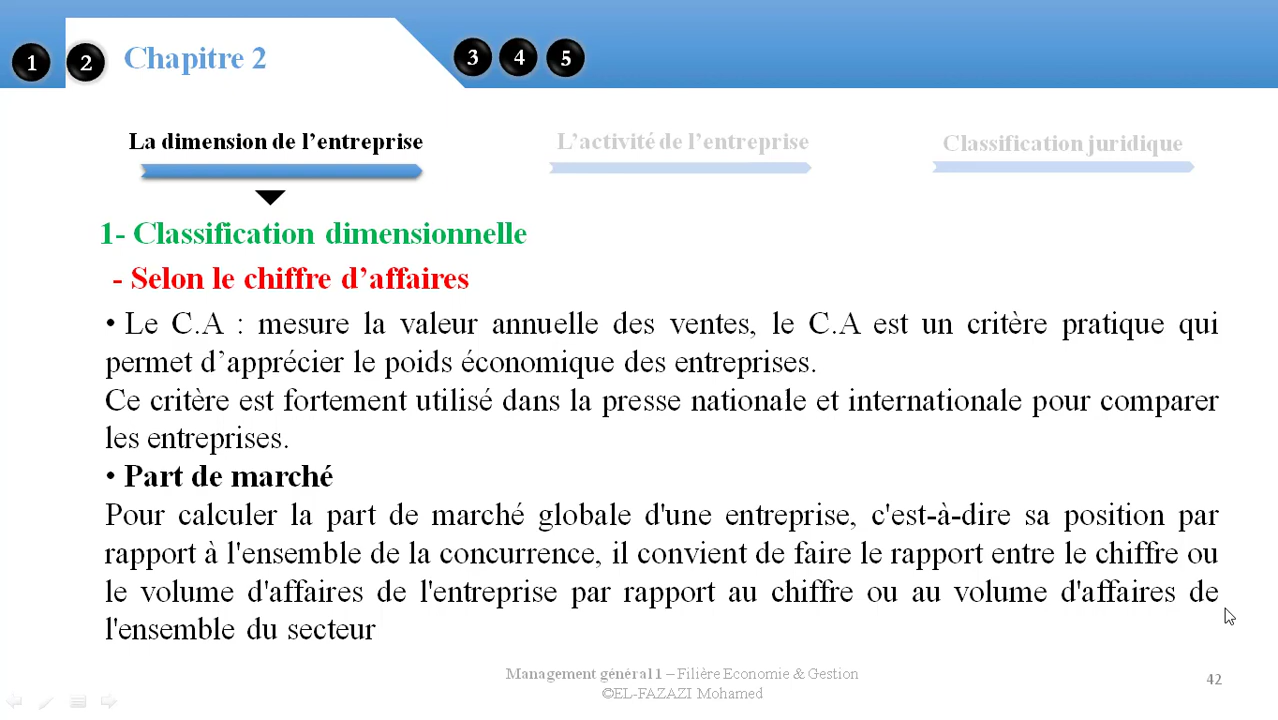 1
2
Chapitre 2
3
4
5
La dimension de l’entreprise
L’activité de l’entreprise
Classification juridique
1- Classification dimensionnelle
- Selon le chiffre d’affaires
• Le C.A : mesure la valeur annuelle des ventes, le C.A est un critère pratique qui
permet d’apprécier le poids économique des entreprises.
Ce critère est fortement utilisé dans la presse nationale et internationale pour comparer
les entreprises.
• Part de marché
Pour calculer la part de marché globale d'une entreprise, c'est-à-dire sa position par
rapport à l'ensemble de la concurrence, il convient de faire le rapport entre le chiffre ou
le volume d'affaires de l'entreprise par rapport au chiffre ou au volume d'affaires de
l'ensemble du secteur
Management général 1 – Filière Economie & Gestion
©EL-FAZAZI Mohamed
42